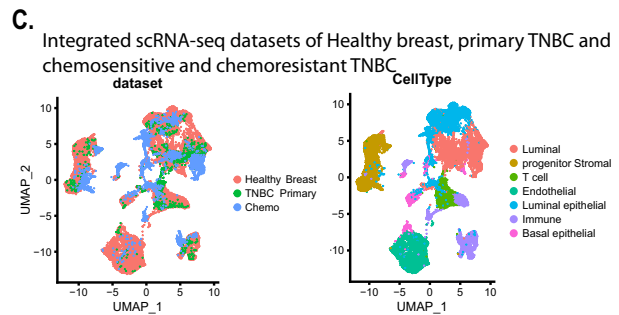 C.
Integrated scRNA-seq datasets of Healthy breast, primary TNBC and
chemosensitive and chemoresistant TNBC
dataset
CellType
10
5
0
−5
−10
UMAP_2
−10 −5 0 5 10
UMAP_1
Healthy Breast
TNBC Primary
Chemo
10
5
0
−5
−10
−10 −5 0 5 10
UMAP_1
Luminal
progenitor Stromal
T cell
Endothelial
Luminal epithelial
Immune
Basal epithelial